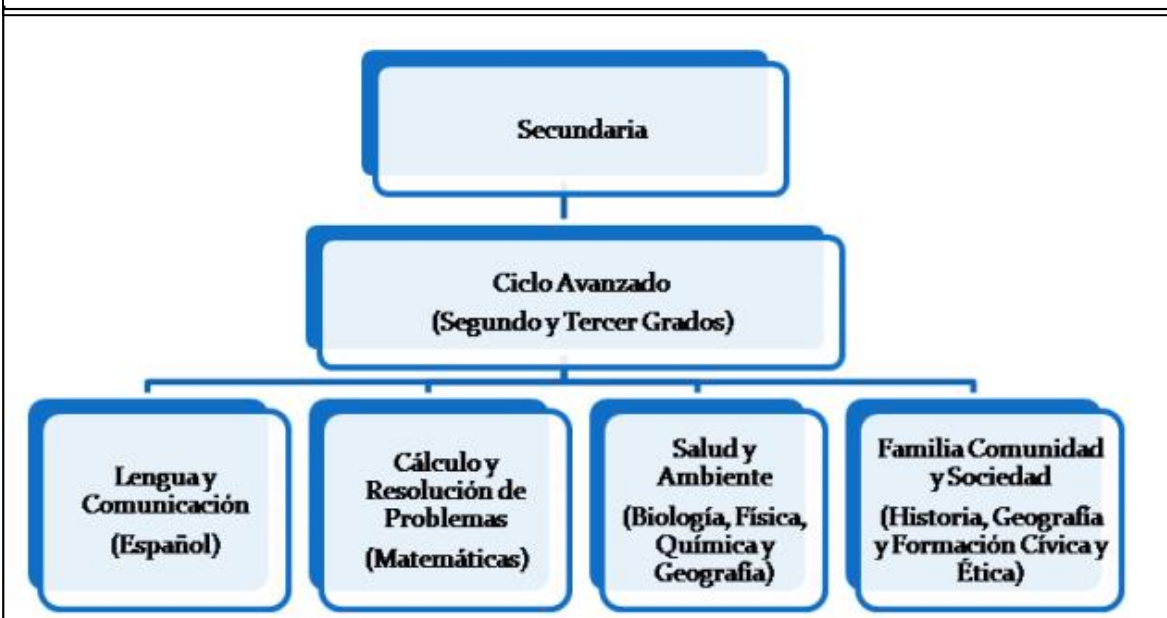 Secundaria
Ciclo Avanzado
(Segundo y Tercer Grados)
Lengua y
Comunicación
(Español)
Cálculo y
Resolución de
Problemas
(Matemáticas)
Salud y
Ambiente
(Biología, Física,
Química y
Geografía)
Familia Comunidad
y Sociedad
(Historia, Geografía
y Formación Cívica y
Ética)